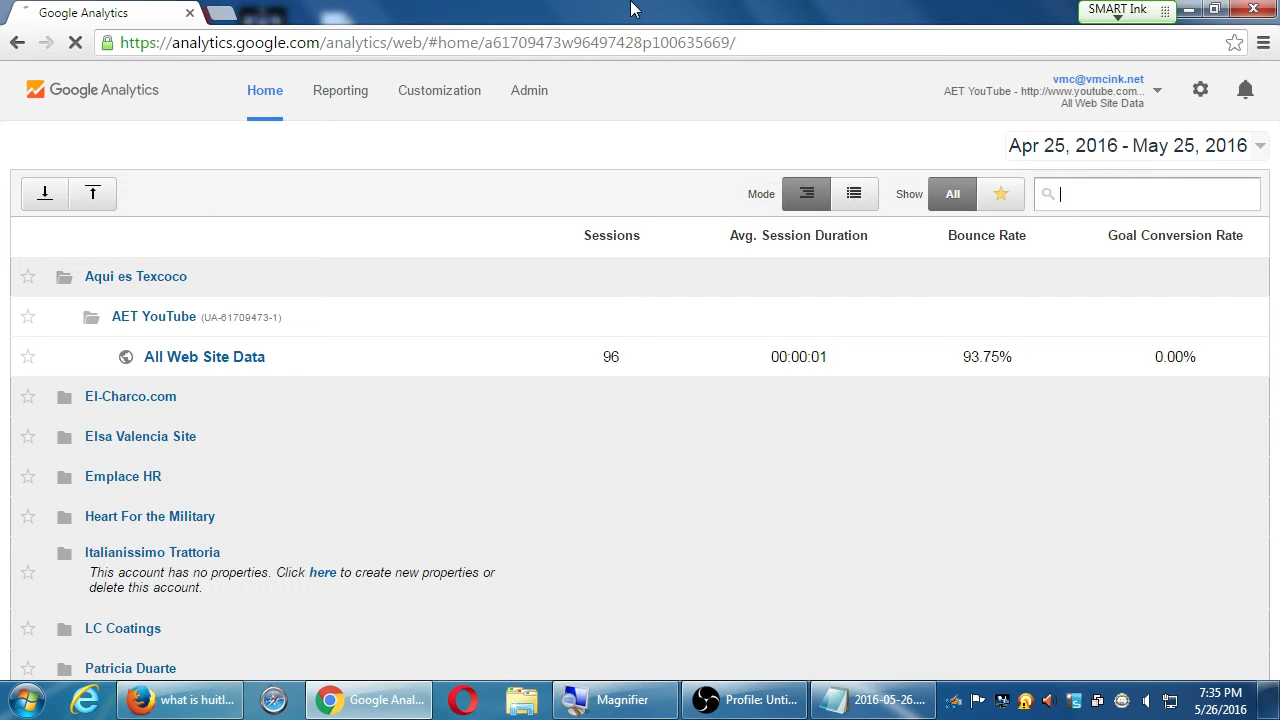 Google Analytics
SMART Ink
https://analytics.google.com/analytics/web/#home/a61709473w96497428p100635669/
Google Analytics
Home
Reporting
Customization
Admin
vmc@vmcink.net
AET YouTube - http://www.youtube.com...
All Web Site Data
Apr 25, 2016 - May 25, 2016
Mode
Show
All
Sessions
Avg. Session Duration
Bounce Rate
Goal Conversion Rate
Aqui es Texcoco
AET YouTube (UA-61709473-1)
All Web Site Data
96
00:00:01
93.75%
0.00%
El-Charco.com
Elsa Valencia Site
Emplace HR
Heart For the Military
Italianissimo Trattoria
This account has no properties. Click here to create new properties or
delete this account.
LC Coatings
Patricia Duarte
what is huitl...
Google Anal...
Magnifier
Profile: Unti...
2016-05-26....
7:35 PM
5/26/2016